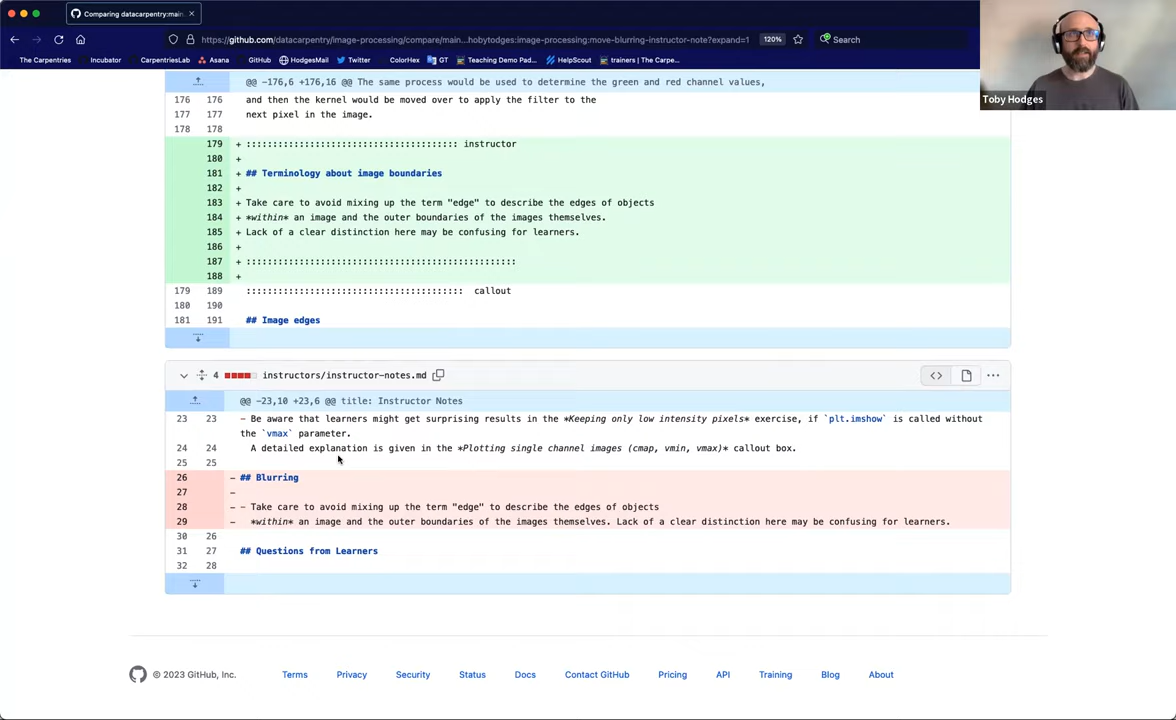 Comparing datacarpentry:main
https://github.com/datacarpentry/image-processing/compare/main...hobytodges:image-processing:move-blurring-instructor-note?expand=1
120%
Search
The Carpentries
Incubator
CarpentriesLab
Asana
GitHub
HodgesMail
Twitter
ColorHex
GT
Teaching Demo Pad...
HelpScout
trainers | The Carpe...
Toby Hodges
@@ -176,6 +176,16 @@ The same process would be used to determine the green and red channel values,
176 176 and then the kernel would be moved over to apply the filter to the
177 177 next pixel in the image.
178 178
179 + :::::::::::::::::::::::::::::::::::::::: instructor
180 +
181 + ## Terminology about image boundaries
182 +
183 + Take care to avoid mixing up the term "edge" to describe the edges of objects
184 + *within* an image and the outer boundaries of the images themselves.
185 + Lack of a clear distinction here may be confusing for learners.
186 +
187 + :::::::::::::::::::::::::::::::::::::::::::::::::::
188 +
179 189 ::::::::::::::::::::::::::::::::::::::::: callout
180 190
181 191 ## Image edges
4 instructors/instructor-notes.md
@@ -23,10 +23,6 @@ title: Instructor Notes
23 23 - Be aware that learners might get surprising results in the *Keeping only low intensity pixels* exercise, if `plt.imshow` is called without
the `vmax` parameter.
24 24 A detailed explanation is given in the *Plotting single channel images (cmap, vmin, vmax)* callout box.
25 25
26 - ## Blurring
27 -
28 - - Take care to avoid mixing up the term "edge" to describe the edges of objects
29 - *within* an image and the outer boundaries of the images themselves. Lack of a clear distinction here may be confusing for learners.
30 26
31 27 ## Questions from Learners
32 28
© 2023 GitHub, Inc.
Terms
Privacy
Security
Status
Docs
Contact GitHub
Pricing
API
Training
Blog
About